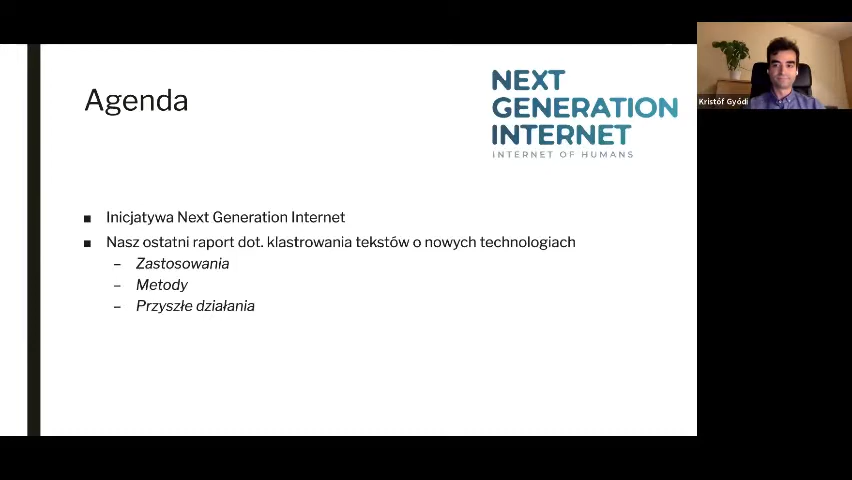 Agenda
NEXT
GENERATION
INTERNET
INTERNET OF HUMANS
Kristóf Gyódi
■ Inicjatywa Next Generation Internet
■ Nasz ostatni raport dot. klastrowania tekstów o nowych technologiach
– Zastosowania
– Metody
– Przyszłe działania